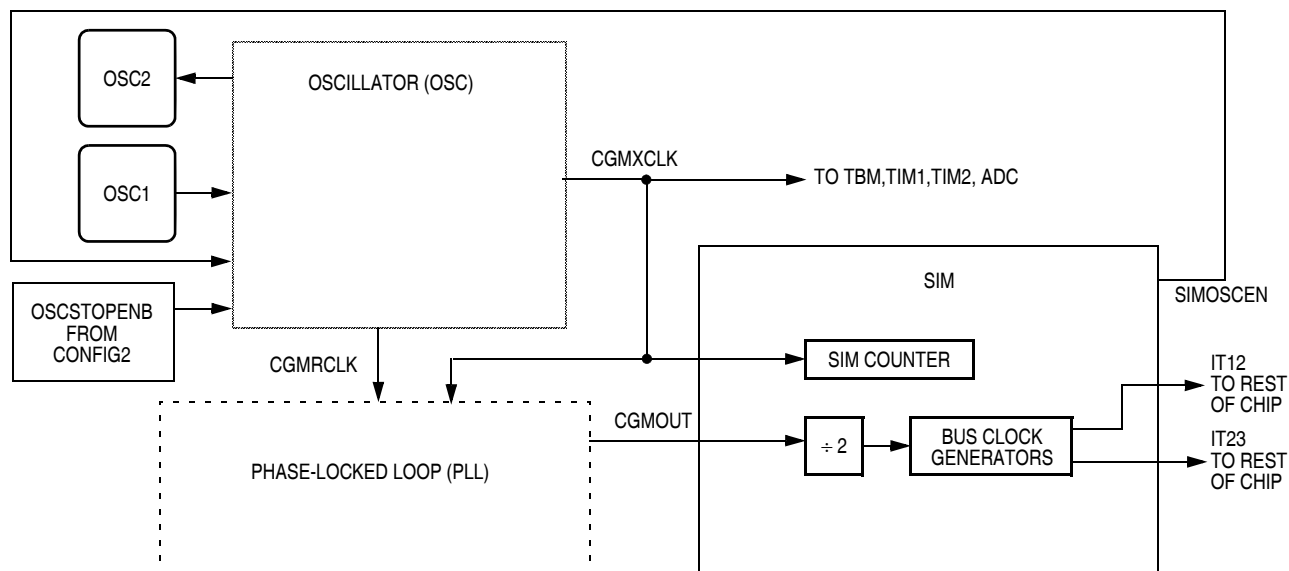 OSC2
OSCILLATOR (OSC)
CGMXCLK
TO TBM,TIM1,TIM2, ADC
OSC1
OSCSTOPENB
FROM
CONFIG2
SIM
SIMOSCEN
CGMRCLK
SIM COUNTER
IT12
TO REST
OF CHIP
CGMOUT
÷ 2
BUS CLOCK
GENERATORS
IT23
TO REST
OF CHIP
PHASE-LOCKED LOOP (PLL)